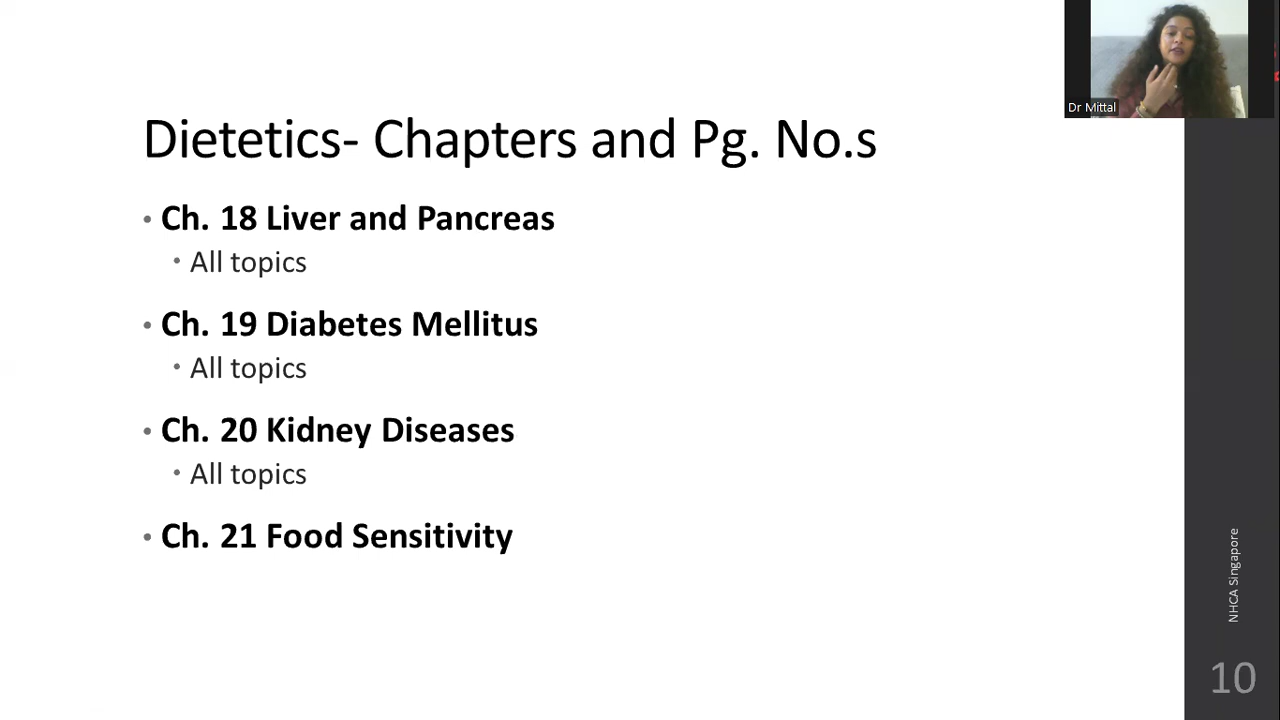 Dr Mittal
Dietetics- Chapters and Pg. No.s
• Ch. 18 Liver and Pancreas
• All topics
• Ch. 19 Diabetes Mellitus
• All topics
• Ch. 20 Kidney Diseases
• All topics
• Ch. 21 Food Sensitivity
NHCA Singapore
10